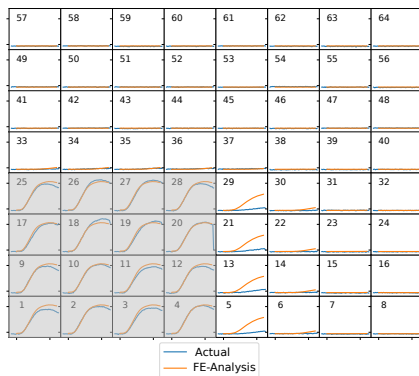 57 58 59 60 61 62 63 64
49 50 51 52 53 54 55 56
41 42 43 44 45 46 47 48
33 34 35 36 37 38 39 40
25 26 27 28 29 30 31 32
17 18 19 20 21 22 23 24
9 10 11 12 13 14 15 16
1 2 3 4 5 6 7 8
Actual
FE-Analysis